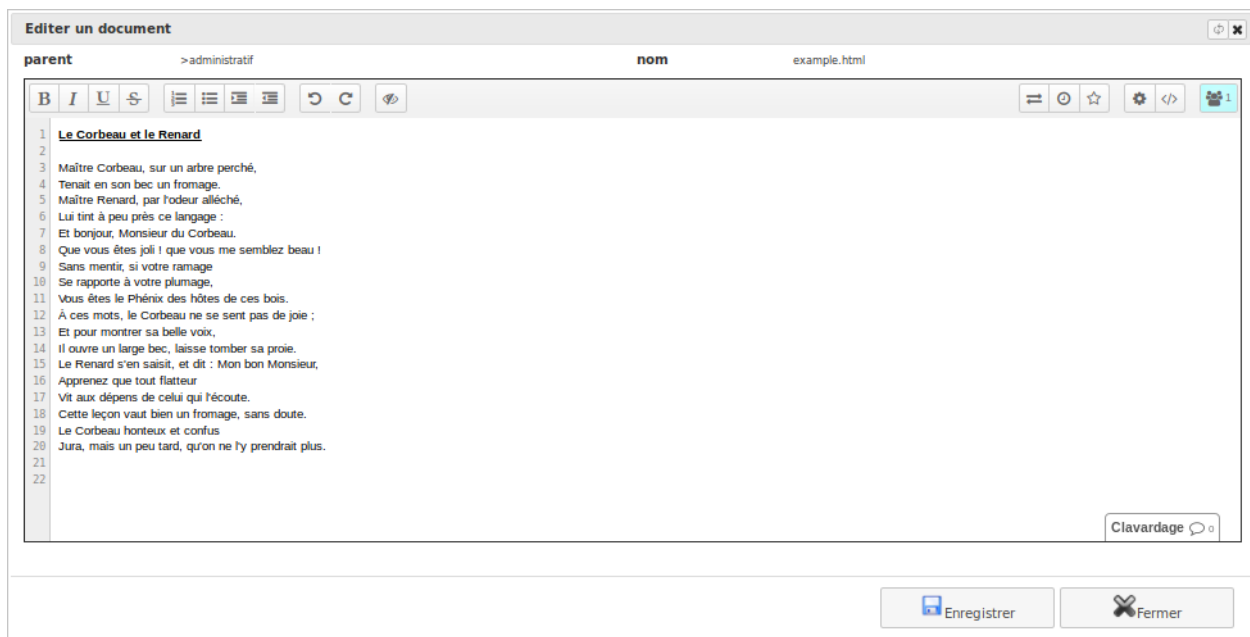 Editer un document
parent >administratif nom example.html
B I U S </> 1
1 Le Corbeau et le Renard
2
3 Maître Corbeau, sur un arbre perché,
4 Tenait en son bec un fromage.
5 Maître Renard, par l'odeur alléché,
6 Lui tint à peu près ce langage :
7 Et bonjour, Monsieur du Corbeau.
8 Que vous êtes joli ! que vous me semblez beau !
9 Sans mentir, si votre ramage
10 Se rapporte à votre plumage,
11 Vous êtes le Phénix des hôtes de ces bois.
12 À ces mots, le Corbeau ne se sent pas de joie ;
13 Et pour montrer sa belle voix,
14 Il ouvre un large bec, laisse tomber sa proie.
15 Le Renard s'en saisit, et dit : Mon bon Monsieur,
16 Apprenez que tout flatteur
17 Vit aux dépens de celui qui l'écoute.
18 Cette leçon vaut bien un fromage, sans doute.
19 Le Corbeau honteux et confus
20 Jura, mais un peu tard, qu'on ne l'y prendrait plus.
21
22
Clavardage 0
Enregistrer Fermer